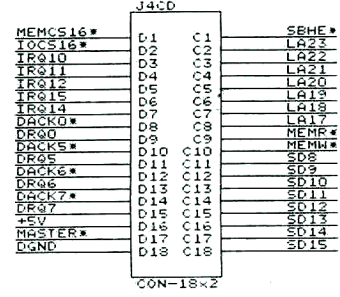 J4CD
MEMCS16* D1 C1 SBHE*
IOCS16* D2 C2 LA23
IRQ10 D3 C3 LA22
IRQ11 D4 C4 LA21
IRQ12 D5 C5 LA20
IRQ15 D6 C6 LA19
IRQ14 D7 C7 LA18
DACK0* D8 C8 LA17
DRQ0 D9 C9 MEMR*
DACK5* D10 C10 MEMW*
DRQ5 D11 C11 SD8
DACK6* D12 C12 SD9
DRQ6 D13 C13 SD10
DACK7* D14 C14 SD11
DRQ7 D15 C15 SD12
+5V D16 C16 SD13
MASTER* D17 C17 SD14
DGND D18 C18 SD15
CON-18x2